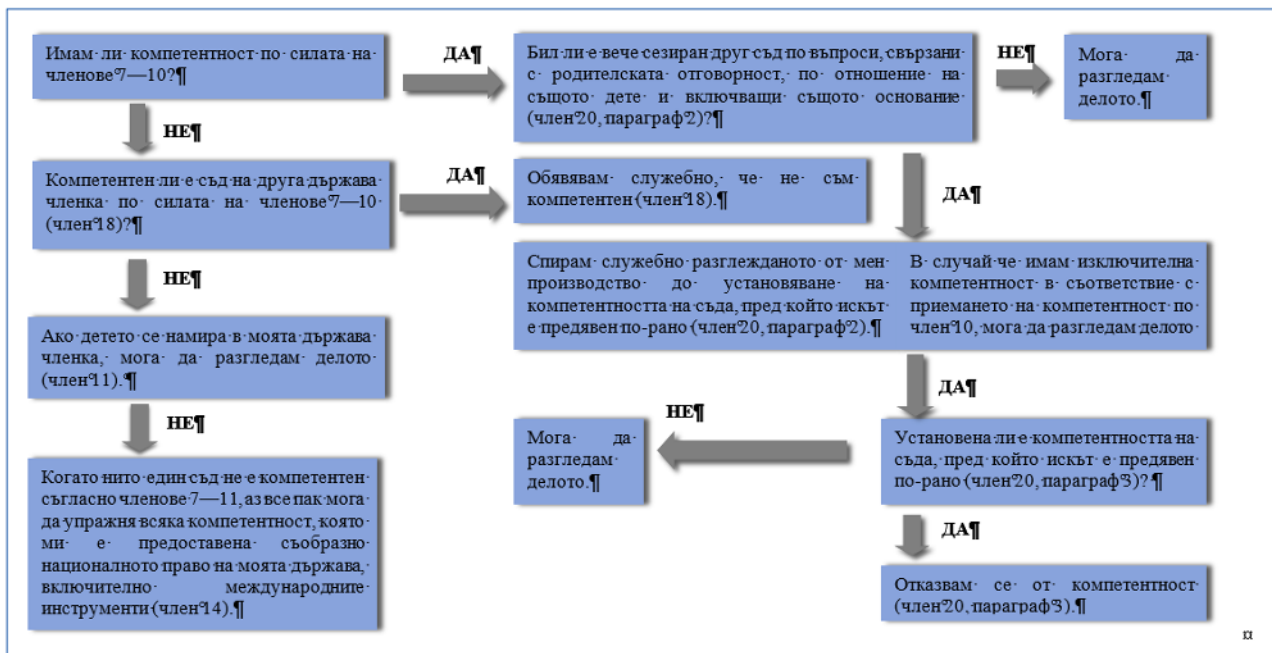 Имам ли компетентност по силата на
членове°7—10?¶
ДА¶
Бил ли е вече сезиран друг съд по въпроси, свързани
с родителската отговорност, по отношение на
същото дете и включващи същото основание
(член°20, параграф°2)?¶
НЕ¶
Мога да
разгледам
делото.¶
НЕ¶
Компетентен ли е съд на друга държава
членка по силата на членове°7—10
(член°18)?¶
ДА¶
Обявявам служебно, че не съм
компетентен (член°18).¶
ДА¶
НЕ¶
Спирам служебно разглежданото от мен
производство до установяване на
компетентността на съда, пред който искът
е предявен по-рано (член°20, параграф°2).¶
В случай че имам изключителна
компетентност в съответствие с
приемането на компетентност по
член°10, мога да разгледам делото
Ако детето се намира в моята държава
членка, мога да разгледам делото
(член°11).¶
ДА¶
НЕ¶
НЕ¶
Мога да
разгледам
делото.¶
Установена ли е компетентността на
съда, пред който искът е предявен
по-рано (член°20, параграф°3)?¶
Когато нито един съд не е компетентен
съгласно членове 7—11, аз все пак мога
да упражня всяка компетентност, която
ми е предоставена съобразно
националното право на моята държава,
включително международните
инструменти (член°14).¶
ДА¶
Отказвам се от компетентност
(член°20, параграф°3).¶
¤